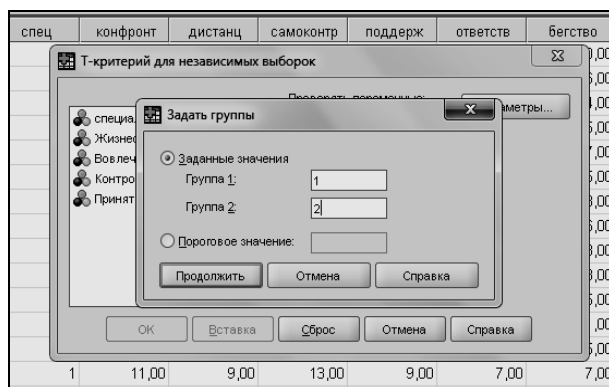 спец конфронт дистанц самоконтр поддерж ответств бегство
Т-критерий для независимых выборок
Задать группы
Заданные значения
Группа 1: 1
Группа 2: 2
Пороговое значение:
Продолжить Отмена Справка
ОК Вставка Сброс Отмена Справка
1 11,00 9,00 13,00 9,00 7,00 7,0